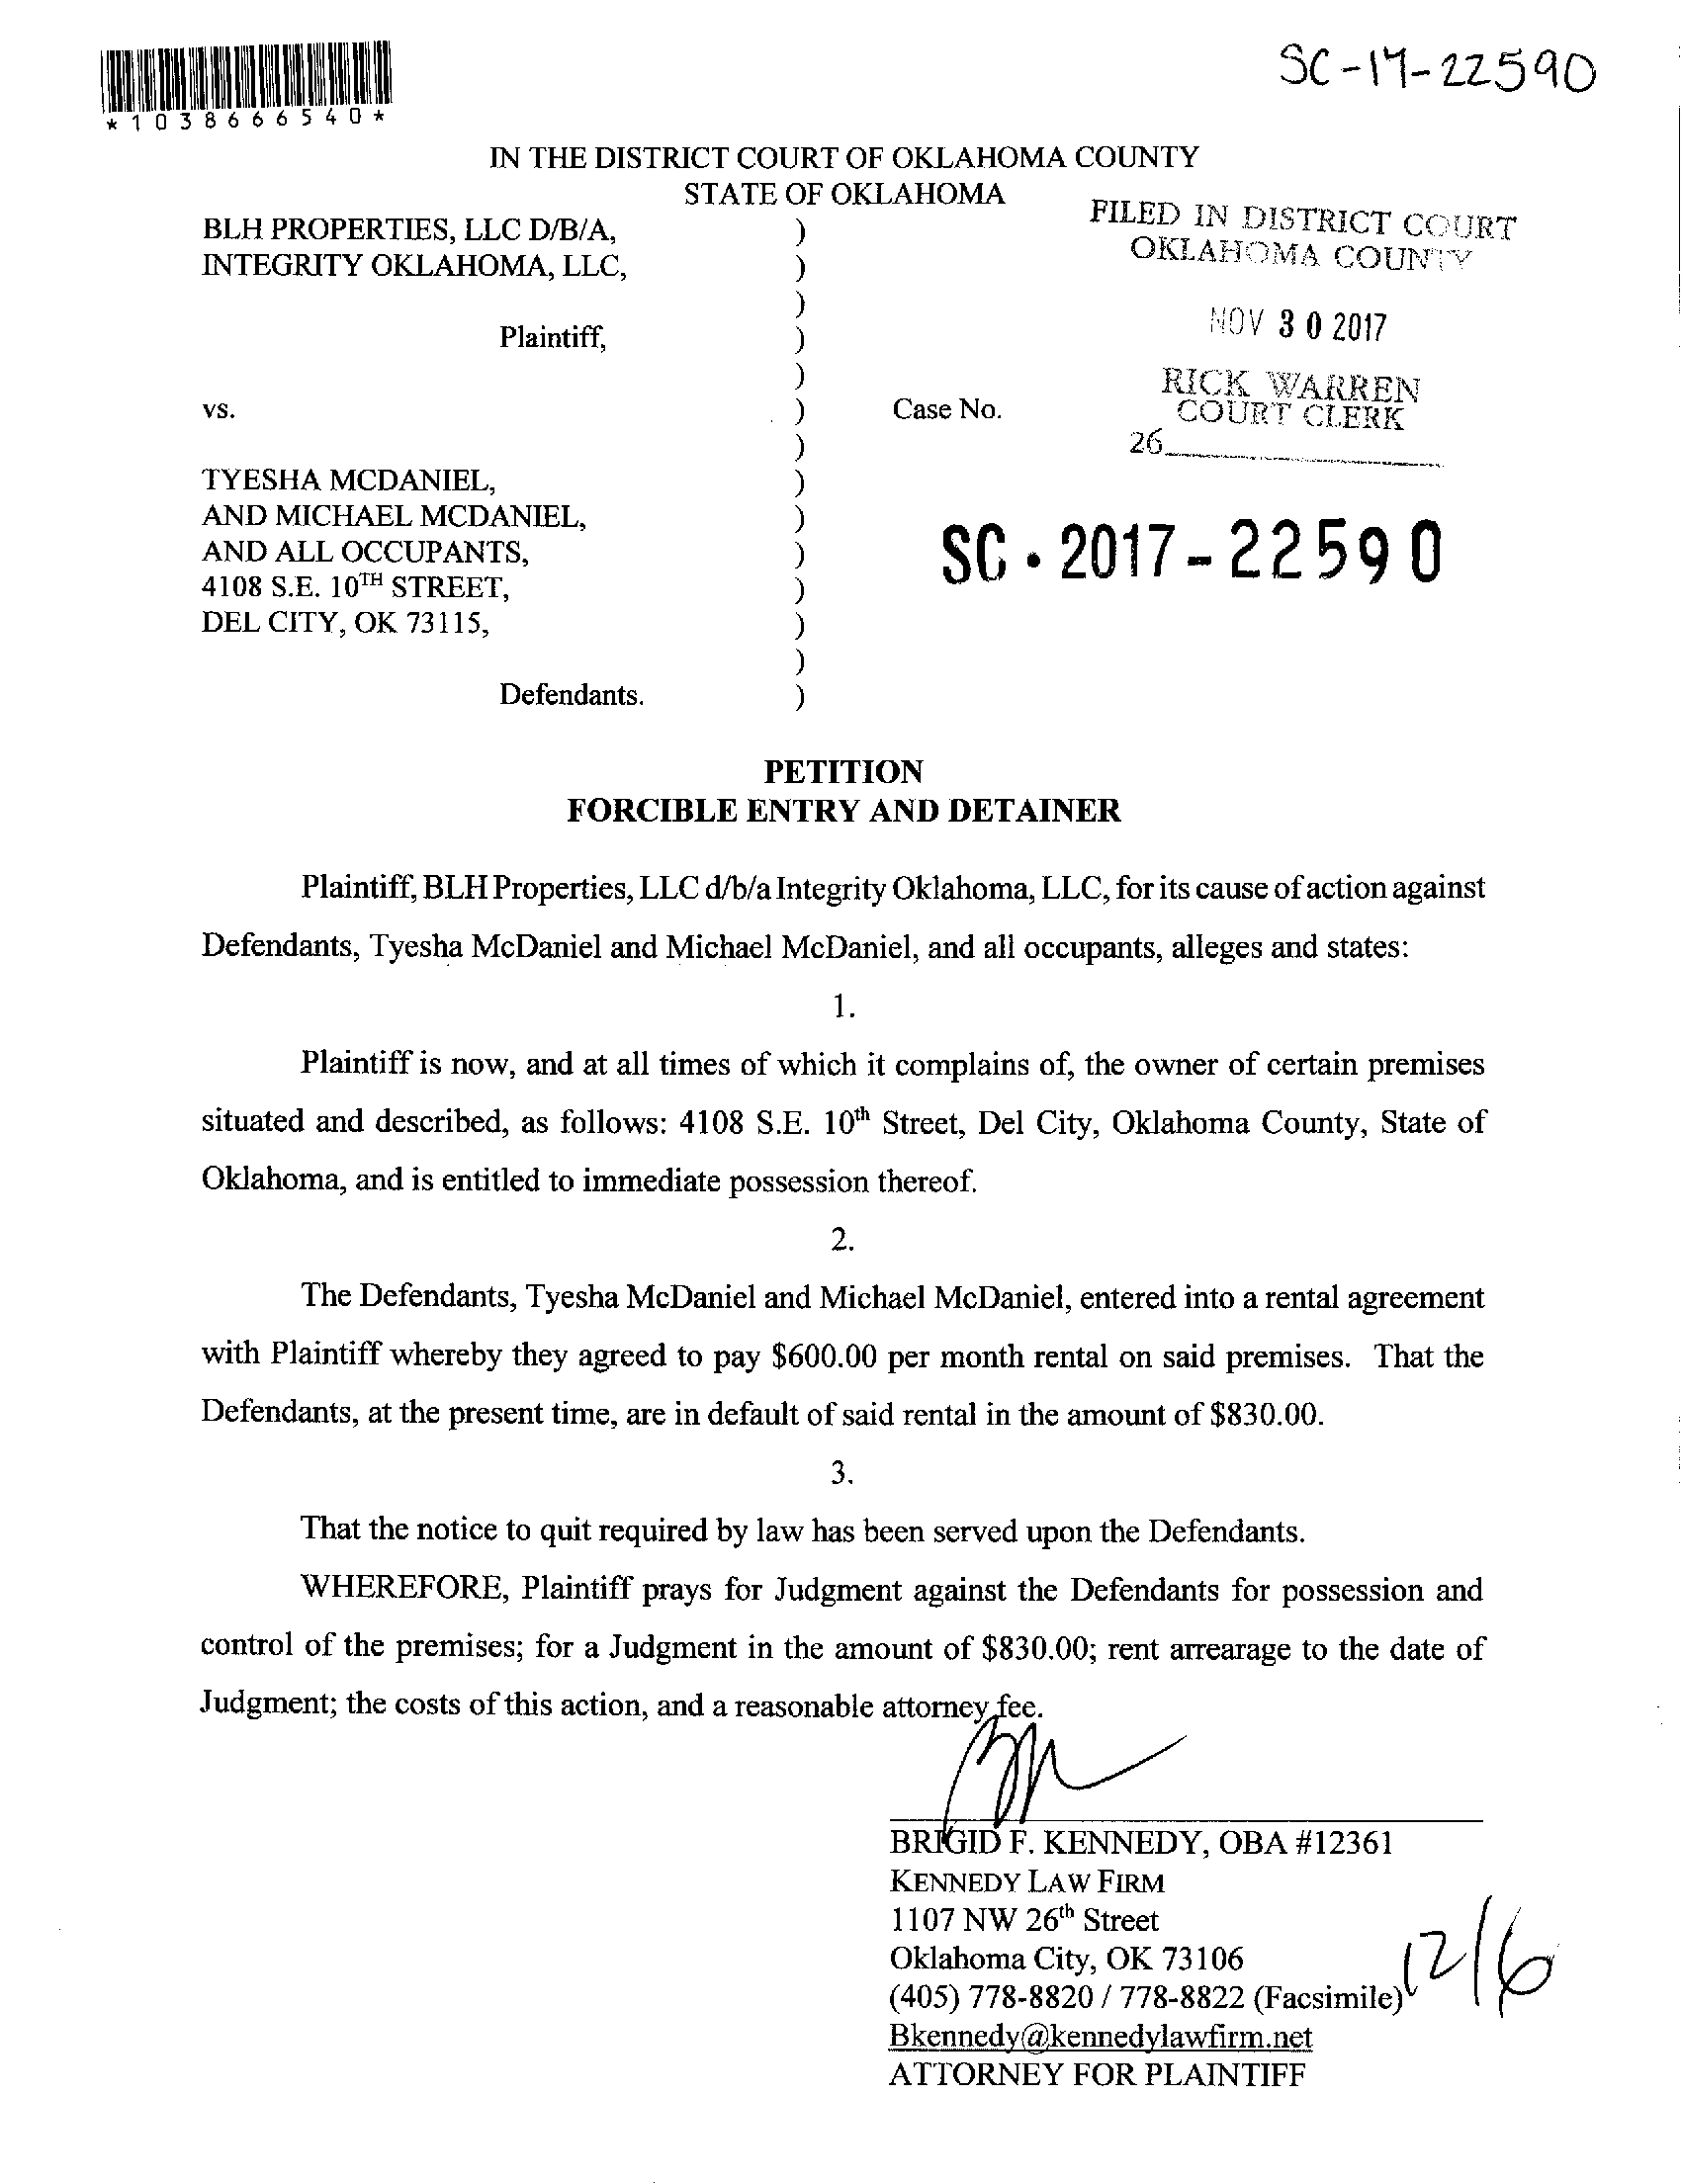 SC-17-22590
*1038666540*
IN THE DISTRICT COURT OF OKLAHOMA COUNTY
STATE OF OKLAHOMA
BLH PROPERTIES, LLC D/B/A, )
INTEGRITY OKLAHOMA, LLC, )
)
Plaintiff, )
)
vs. ) Case No.
)
TYESHA MCDANIEL, )
AND MICHAEL MCDANIEL, )
AND ALL OCCUPANTS, )
4108 S.E. 10TH STREET, )
DEL CITY, OK 73115, )
)
Defendants. )
FILED IN DISTRICT COURT
OKLAHOMA COUNTY
NOV 30 2017
RICK WARREN
COURT CLERK
26
SC·2017-22590
PETITION
FORCIBLE ENTRY AND DETAINER
Plaintiff, BLH Properties, LLC d/b/a Integrity Oklahoma, LLC, for its cause of action against
Defendants, Tyesha McDaniel and Michael McDaniel, and all occupants, alleges and states:
1.
Plaintiff is now, and at all times of which it complains of, the owner of certain premises
situated and described, as follows: 4108 S.E. 10th Street, Del City, Oklahoma County, State of
Oklahoma, and is entitled to immediate possession thereof.
2.
The Defendants, Tyesha McDaniel and Michael McDaniel, entered into a rental agreement
with Plaintiff whereby they agreed to pay $600.00 per month rental on said premises. That the
Defendants, at the present time, are in default of said rental in the amount of $830.00.
3.
That the notice to quit required by law has been served upon the Defendants.
WHEREFORE, Plaintiff prays for Judgment against the Defendants for possession and
control of the premises; for a Judgment in the amount of $830.00; rent arrearage to the date of
Judgment; the costs of this action, and a reasonable attorney fee.
BRIGID F. KENNEDY, OBA #12361
KENNEDY LAW FIRM
1107 NW 26th Street
Oklahoma City, OK 73106
(405) 778-8820 / 778-8822 (Facsimile)
Bkennedy@kennedylawfirm.net
ATTORNEY FOR PLAINTIFF
12/6